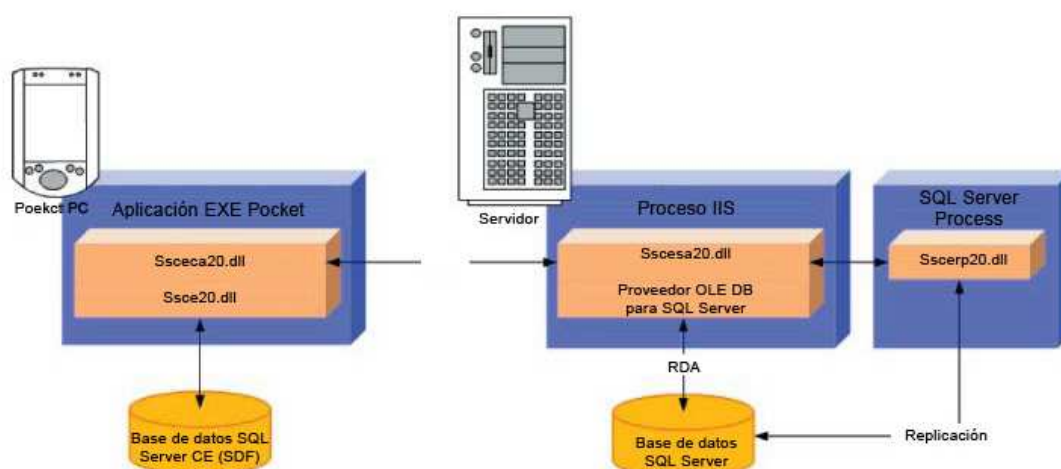 Poekct PC
Aplicación EXE Pocket
Ssceca20.dll
Ssce20.dll
Base de datos SQL
Server CE (SDF)
Servidor
Proceso IIS
Sscesa20.dll
Proveedor OLE DB
para SQL Server
RDA
Base de datos
SQL Server
SQL Server
Process
Sscerp20.dll
Replicación